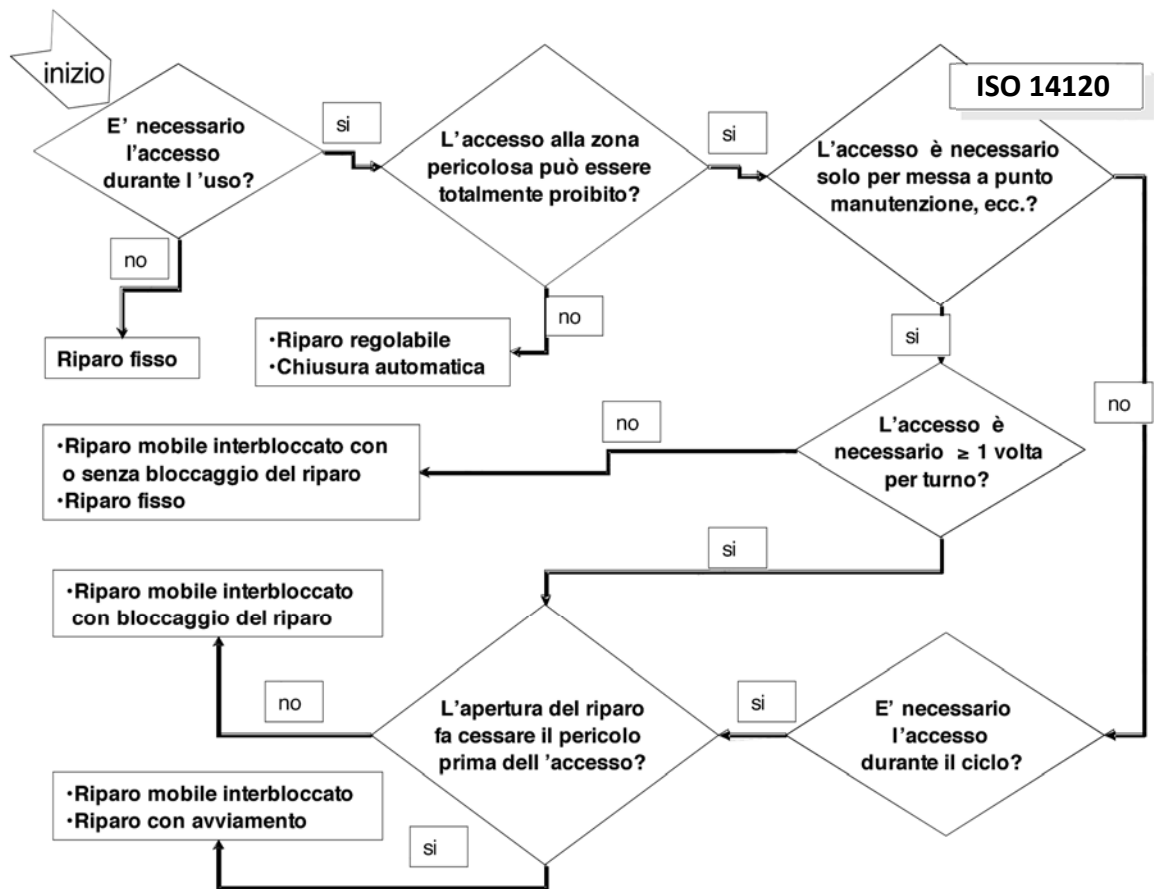 inizio
ISO 14120
E' necessario
l'accesso
durante l 'uso?
si
L'accesso alla zona
pericolosa può essere
totalmente proibito?
si
L'accesso è necessario
solo per messa a punto
manutenzione, ecc.?
no
Riparo fisso
no
•Riparo regolabile
•Chiusura automatica
si
no
L'accesso è
necessario ≥ 1 volta
per turno?
no
•Riparo mobile interbloccato con
o senza bloccaggio del riparo
•Riparo fisso
si
•Riparo mobile interbloccato
con bloccaggio del riparo
no
L'apertura del riparo
fa cessare il pericolo
prima dell 'accesso?
si
E' necessario
l'accesso
durante il ciclo?
•Riparo mobile interbloccato
•Riparo con avviamento
si